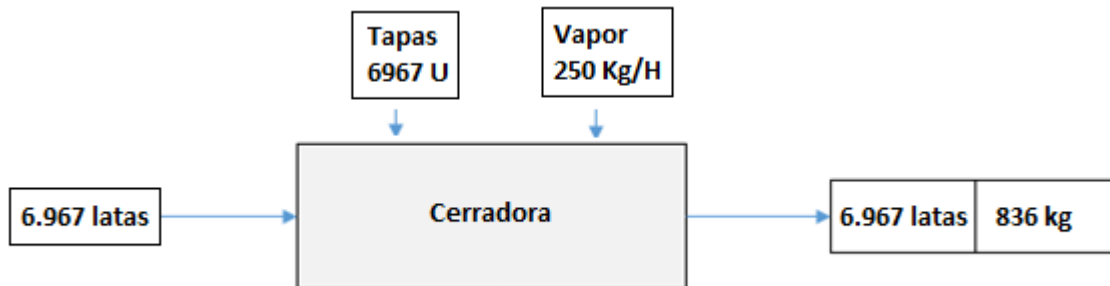 Tapas
6967 U
Vapor
250 Kg/H
6.967 latas
Cerradora
6.967 latas
836 kg